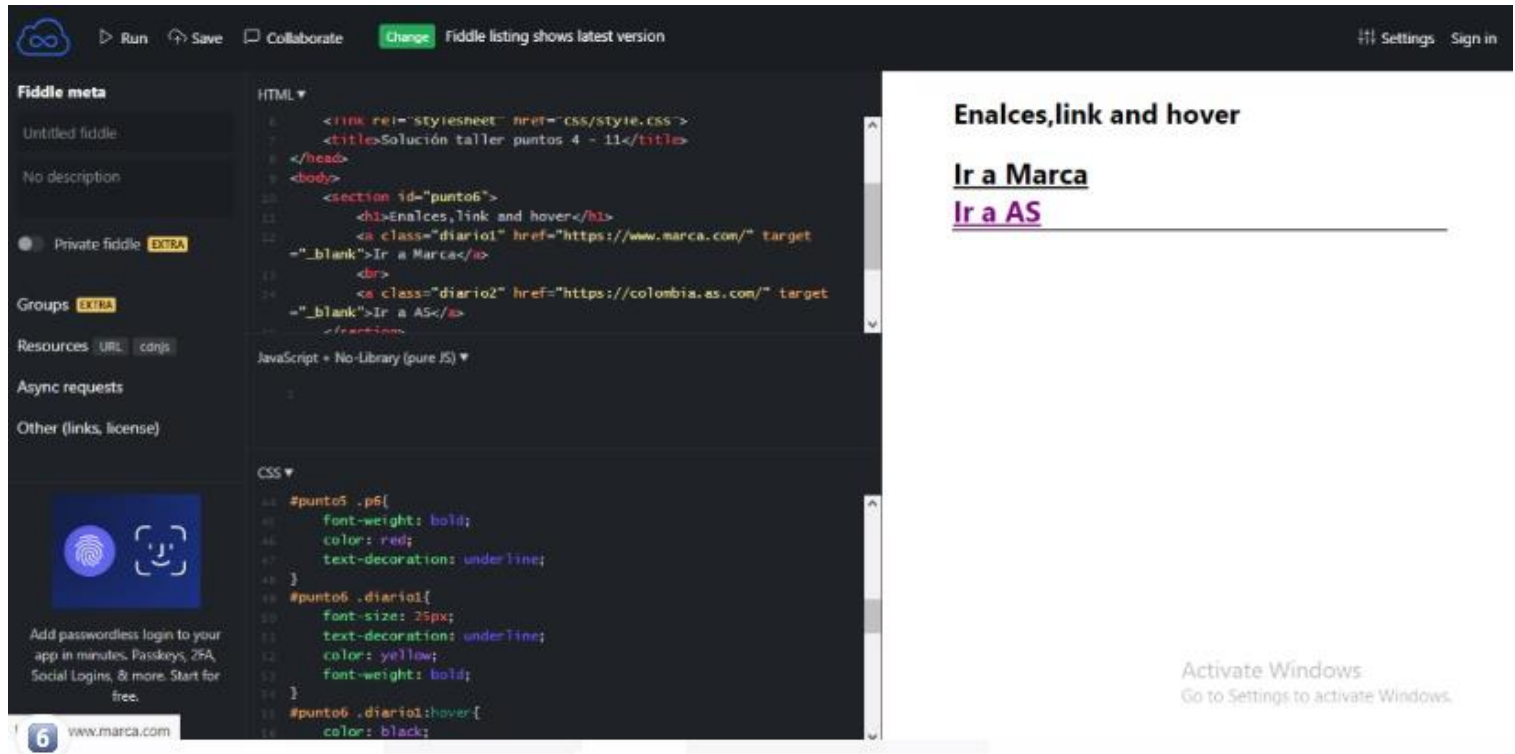 Run Save Collaborate Change Fiddle listing shows latest version Settings Sign in
Fiddle meta
Untitled fiddle
No description
Private fiddle EXTRA
Groups EXTRA
Resources URL cdnjs
Async requests
Other (links, license)
Add passwordless login to your
app in minutes. Passkeys, 2FA,
Social Logins, & more. Start for
free.
www.marca.com
6
HTML
<link rel="stylesheet" href="css/style.css">
<title>Solución taller puntos 4 - 11</title>
</head>
<body>
<section id="punto6">
<h1>Enalces,link and hover</h1>
<a class="diario1" href="https://www.marca.com/" target
="_blank">Ir a Marca</a>
<br>
<a class="diario2" href="https://colombia.as.com/" target
="_blank">Ir a AS</a>
</section>
JavaScript + No-Library (pure JS)
CSS
#punto5 .p6{
font-weight: bold;
color: red;
text-decoration: underline;
}
#punto6 .diario1{
font-size: 25px;
text-decoration: underline;
color: yellow;
font-weight: bold;
}
#punto6 .diario1:hover{
color: black;
Enalces,link and hover
Ir a Marca
Ir a AS
Activate Windows
Go to Settings to activate Windows.